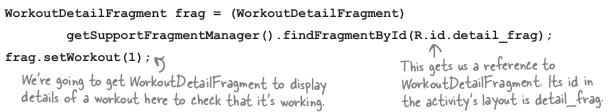 WorkoutDetailFragment frag = (WorkoutDetailFragment)
getSupportFragmentManager().findFragmentById(R.id.detail_frag);
frag.setWorkout(1);
We're going to get WorkoutDetailFragment to display
details of a workout here to check that it's working.
This gets us a reference to
WorkoutDetailFragment. Its id in
the activity's layout is detail_frag.